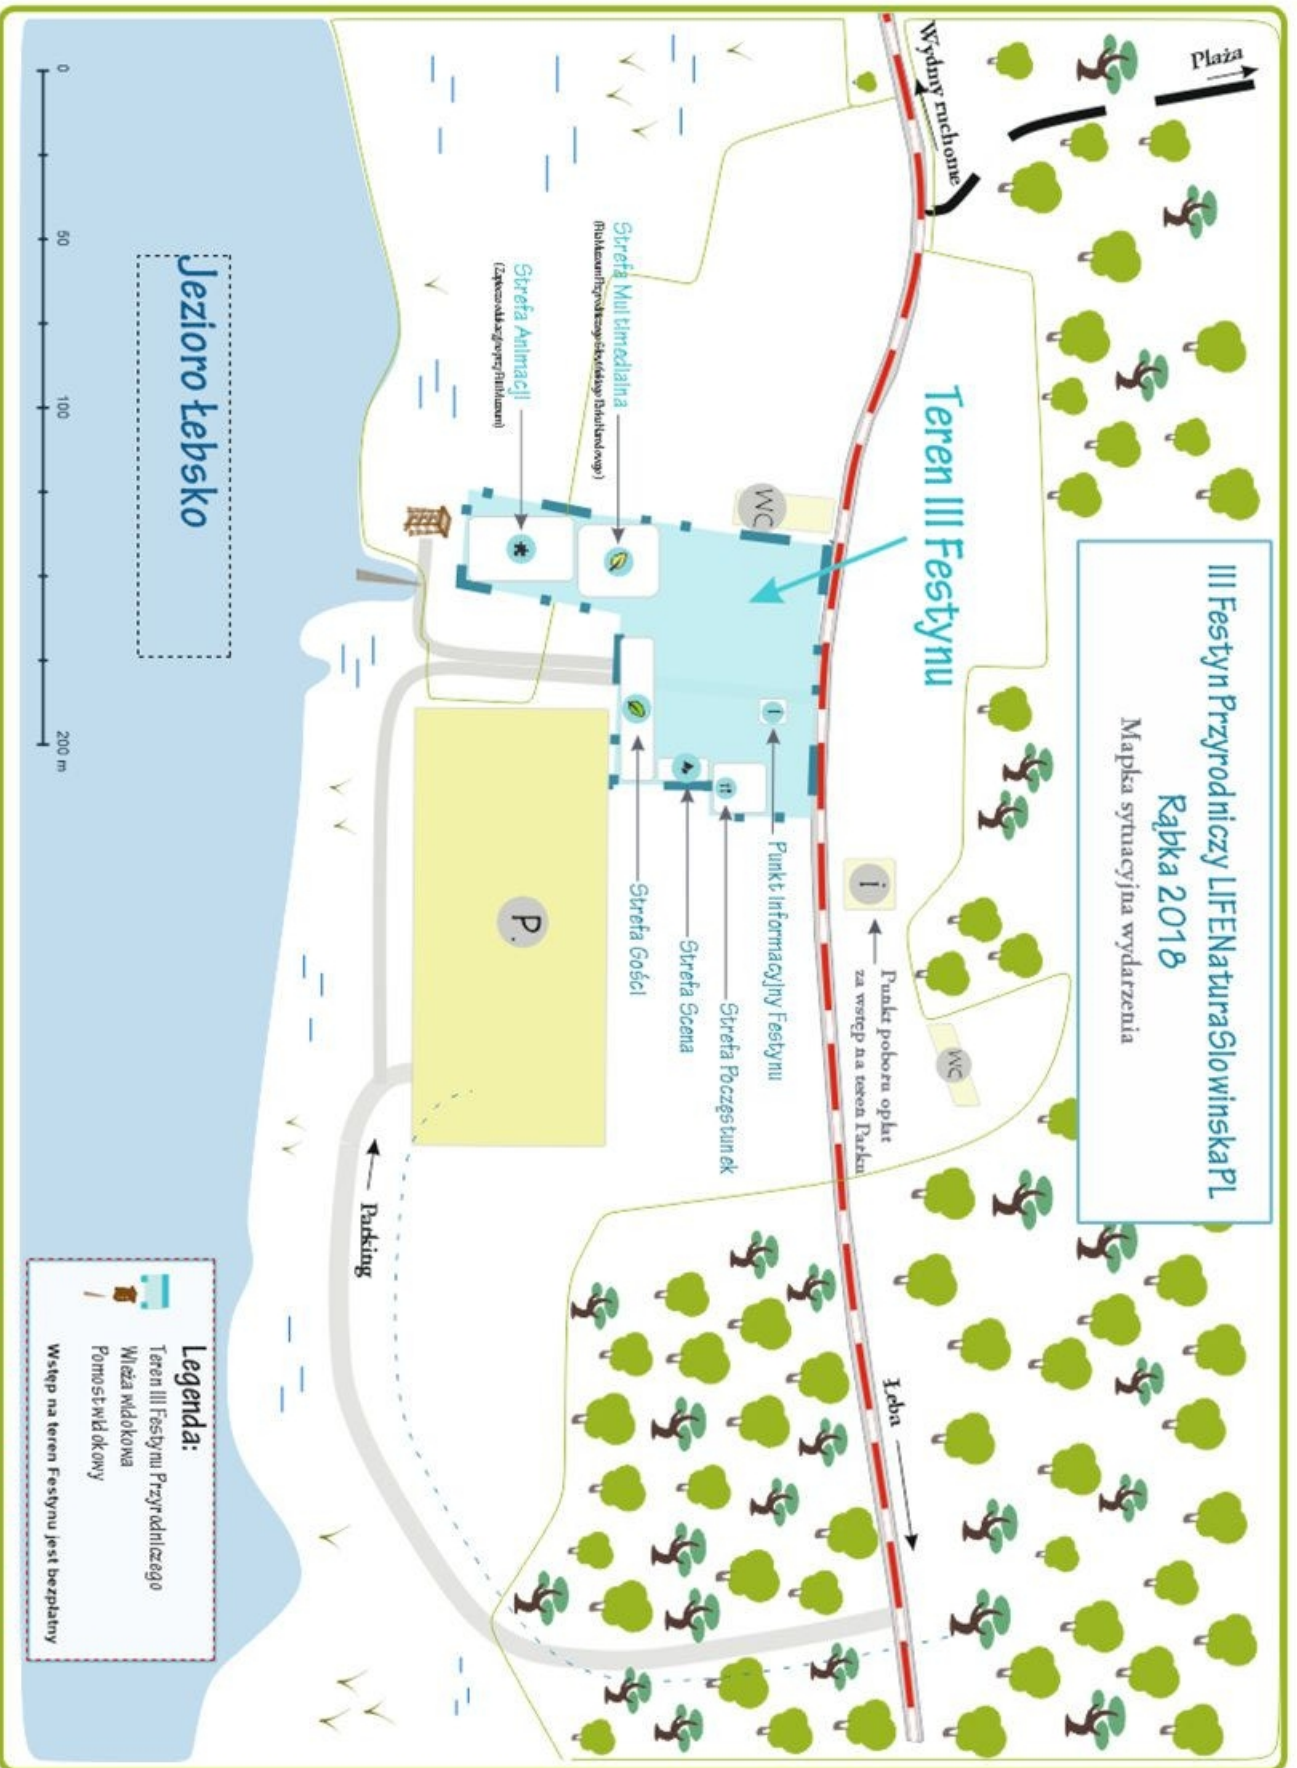 III Festyn Przyrodniczy LIFENaturaSlowinskaPL
Rąbka 2018
Mapka sytuacyjna wydarzenia
Plaża
Wydmy ruchome
Teren III Festynu
WC
Strefa Multimedialna
Strefa Animacji
i
Punkt poboru opłat
za wstęp na teren Parku
WC
Punkt Informacyjny Festynu
Strefa Poczęstunek
Strefa Scena
Strefa Gości
P.
Parking
Łeba
Jezioro Łebsko
0
50
100
200 m
Legenda:
Teren III Festynu Przyrodniczego
Wieża widokowa
Pomost widokowy
Wstęp na teren Festynu jest bezpłatny